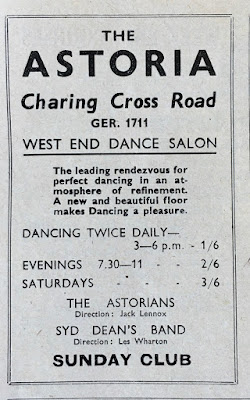 THE
ASTORIA
Charing Cross Road
GER. 1711
WEST END DANCE SALON
The leading rendezvous for
perfect dancing in an at-
mosphere of refinement.
A new and beautiful floor
makes Dancing a pleasure.
DANCING TWICE DAILY—
3—6 p.m. - 1/6
EVENINGS 7.30—11 - - 2/6
SATURDAYS - - - 3/6
THE ASTORIANS
Direction: Jack Lennox
SYD DEAN'S BAND
Direction: Les Wharton
SUNDAY CLUB